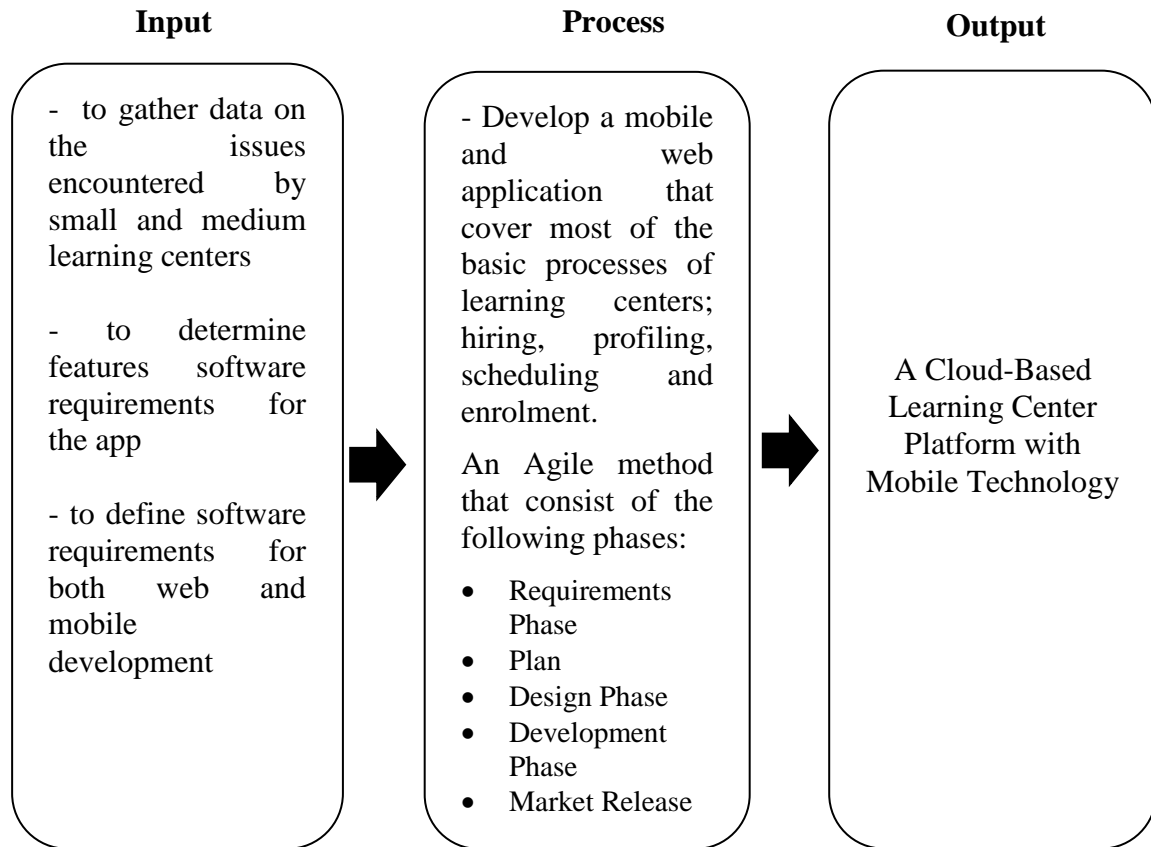 Input
- to gather data on
the issues
encountered by
small and medium
learning centers
- to determine
features software
requirements for
the app
- to define software
requirements for
both web and
mobile
development
Process
- Develop a mobile
and web
application that
cover most of the
basic processes of
learning centers;
hiring, profiling,
scheduling and
enrolment.
An Agile method
that consist of the
following phases:
• Requirements
Phase
• Plan
• Design Phase
• Development
Phase
• Market Release
Output
A Cloud-Based
Learning Center
Platform with
Mobile Technology